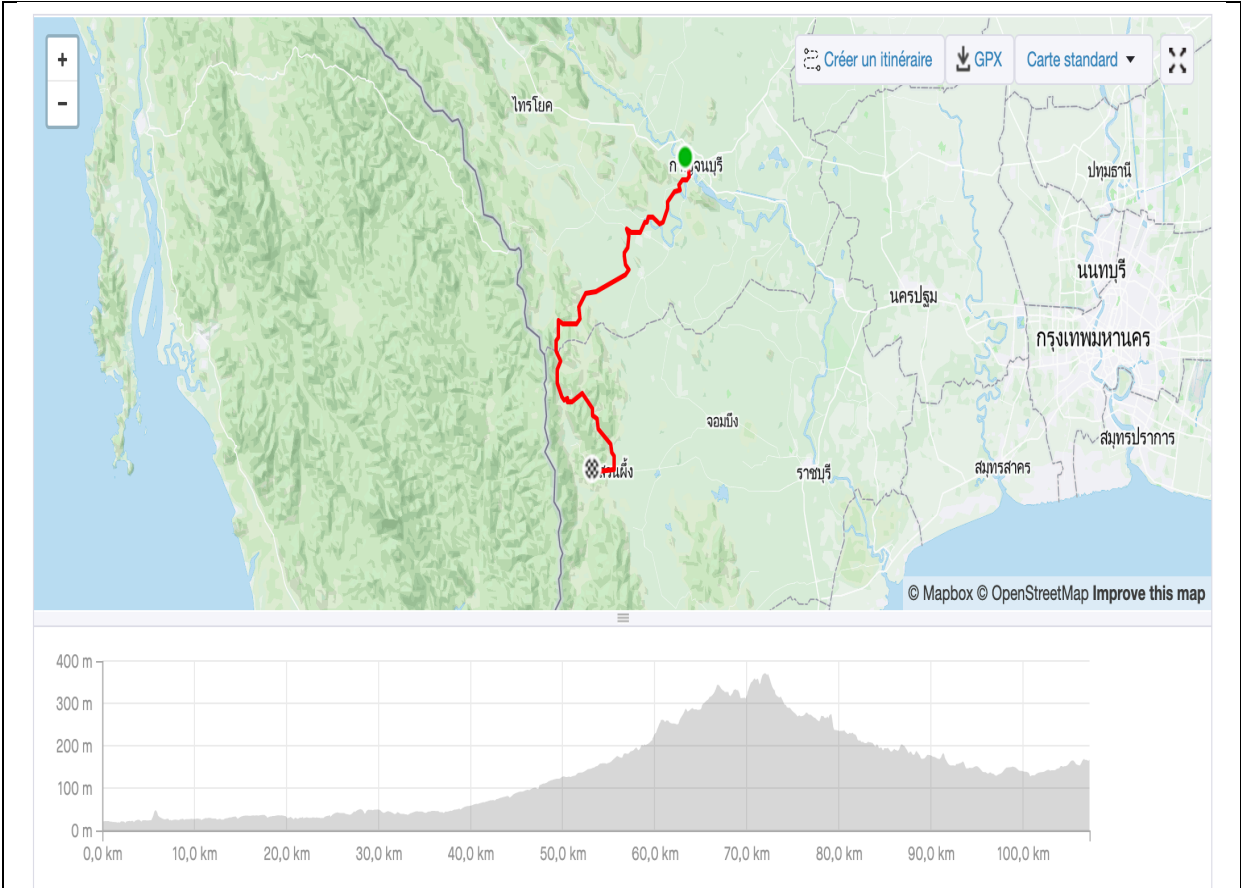 +
−
Créer un itinéraire
GPX
Carte standard
ไทรโยค
ปทุมธานี
นนทบุรี
นครปฐม
กรุงเทพมหานคร
จอมบึง
สมุทรปราการ
ราชบุรี
สมุทรสาคร
© Mapbox © OpenStreetMap Improve this map
400 m
300 m
200 m
100 m
0 m
0,0 km 10,0 km 20,0 km 30,0 km 40,0 km 50,0 km 60,0 km 70,0 km 80,0 km 90,0 km 100,0 km